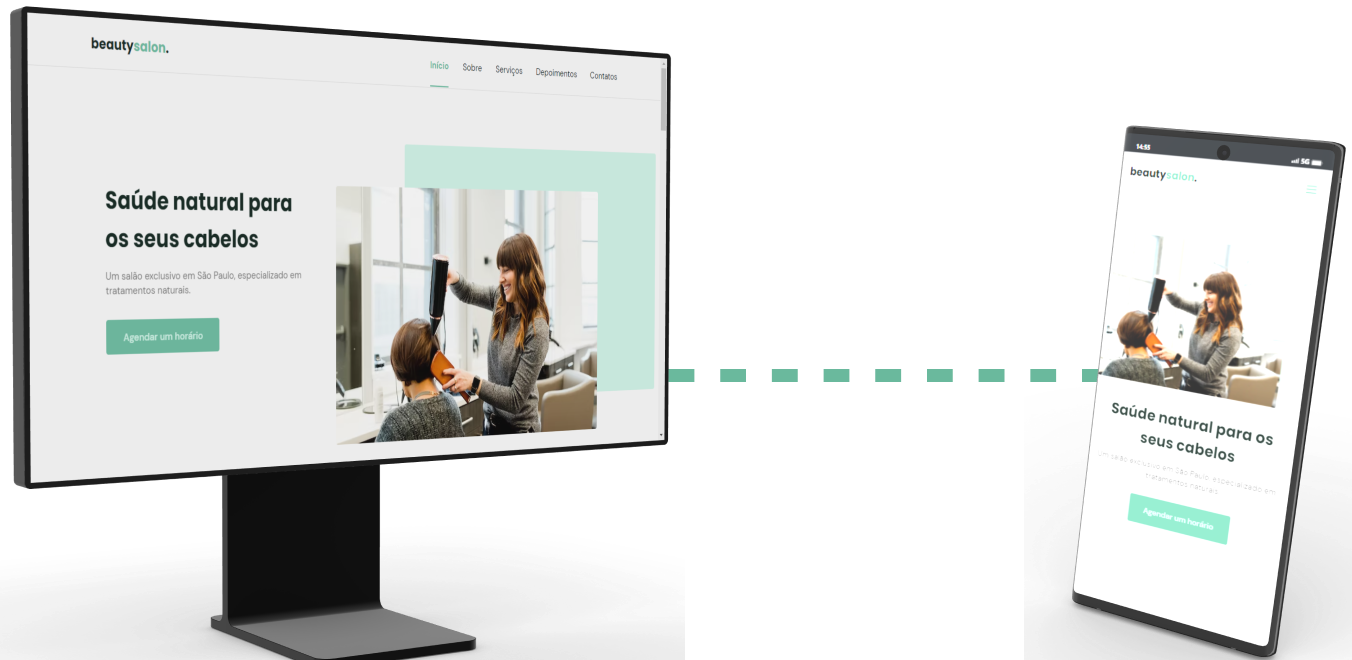 beautysalon.
Início Sobre Serviços Depoimentos Contatos
Saúde natural para
os seus cabelos
Um salão exclusivo em São Paulo, especializado em
tratamentos naturais.
Agendar um horário
14:55
5G
beautysalon.
Saúde natural para os
seus cabelos
Um salão exclusivo em São Paulo, especializado em
tratamentos naturais.
Agendar um horário